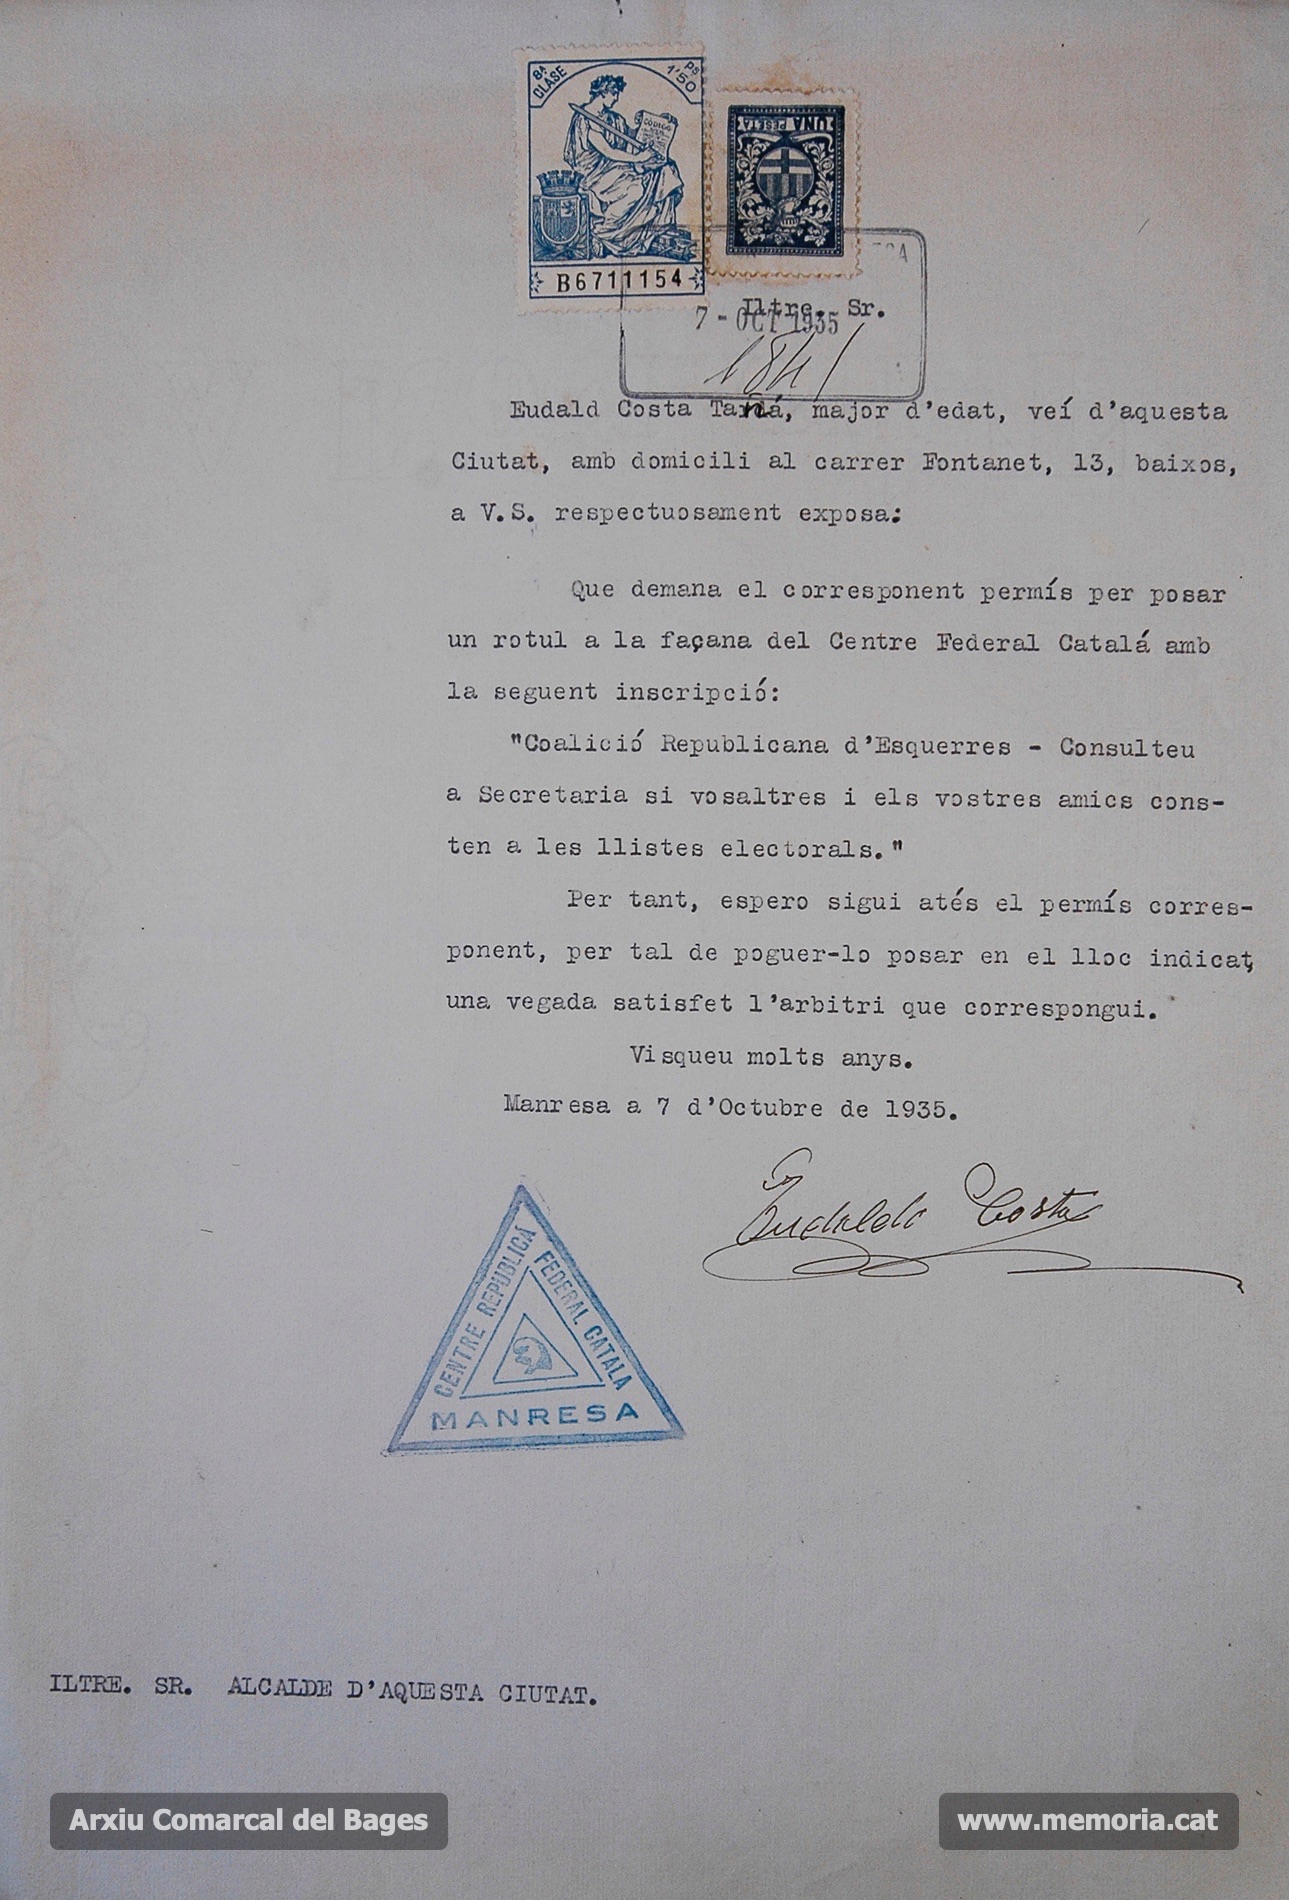 8ª CLASE
PS 1'50
CODIGO
B6711154
UNA PESETA
7 - OCT 1935
1841
Iltre. Sr.
Eudald Costa Tardá, major d'edat, veí d'aquesta
Ciutat, amb domicili al carrer Fontanet, 13, baixos,
a V.S. respectuosament exposa:
Que demana el corresponent permís per posar
un rotul a la façana del Centre Federal Catalá amb
la seguent inscripció:
"Coalició Republicana d'Esquerres - Consulteu
a Secretaria si vosaltres i els vostres amics cons-
ten a les llistes electorals."
Per tant, espero sigui atés el permís corres-
ponent, per tal de poguer-lo posar en el lloc indicat,
una vegada satisfet l'arbitri que correspongui.
Visqueu molts anys.
Manresa a 7 d'Octubre de 1935.
Eudaldo Costa
CENTRE REPUBLICÀ
FEDERAL CATALA
MANRESA
ILTRE. SR. ALCALDE D'AQUESTA CIUTAT.
Arxiu Comarcal del Bages
www.memoria.cat